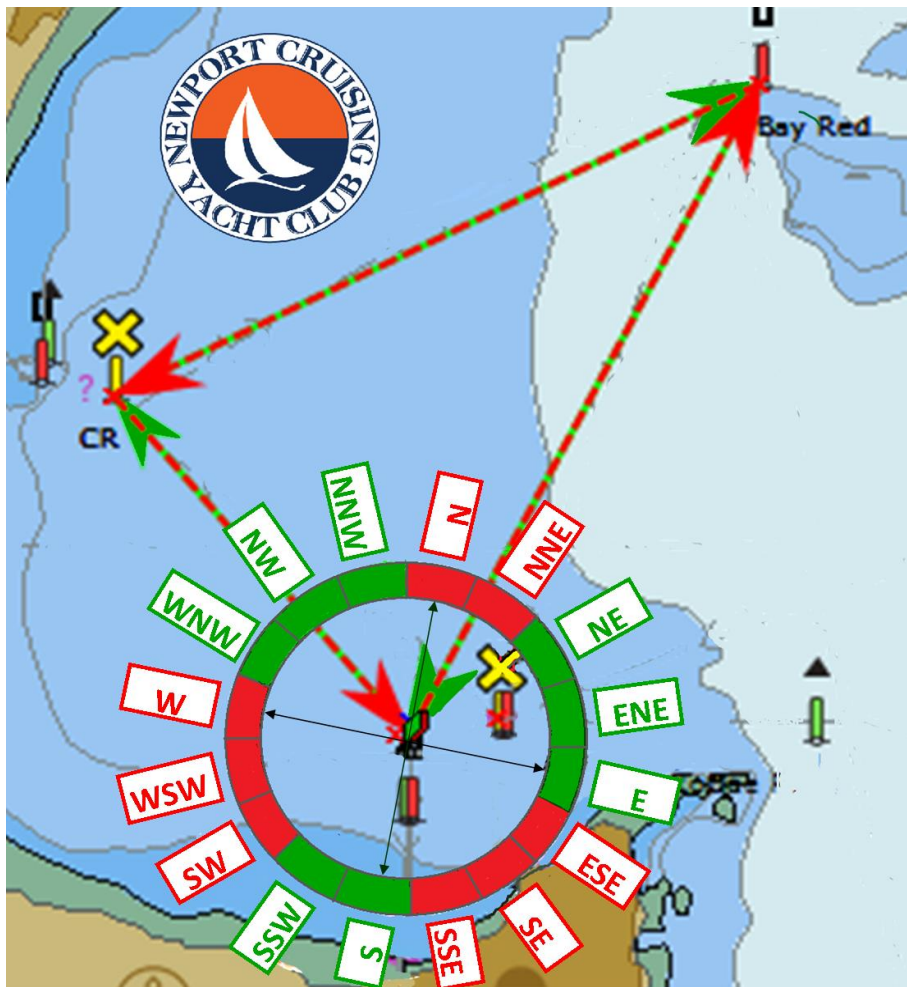 NEWPORT CRUISING
YACHT CLUB
Bay Red
?
CR
N
NNE
NE
ENE
E
ESE
SE
SSE
S
SSW
SW
WSW
W
WNW
NW
NNW